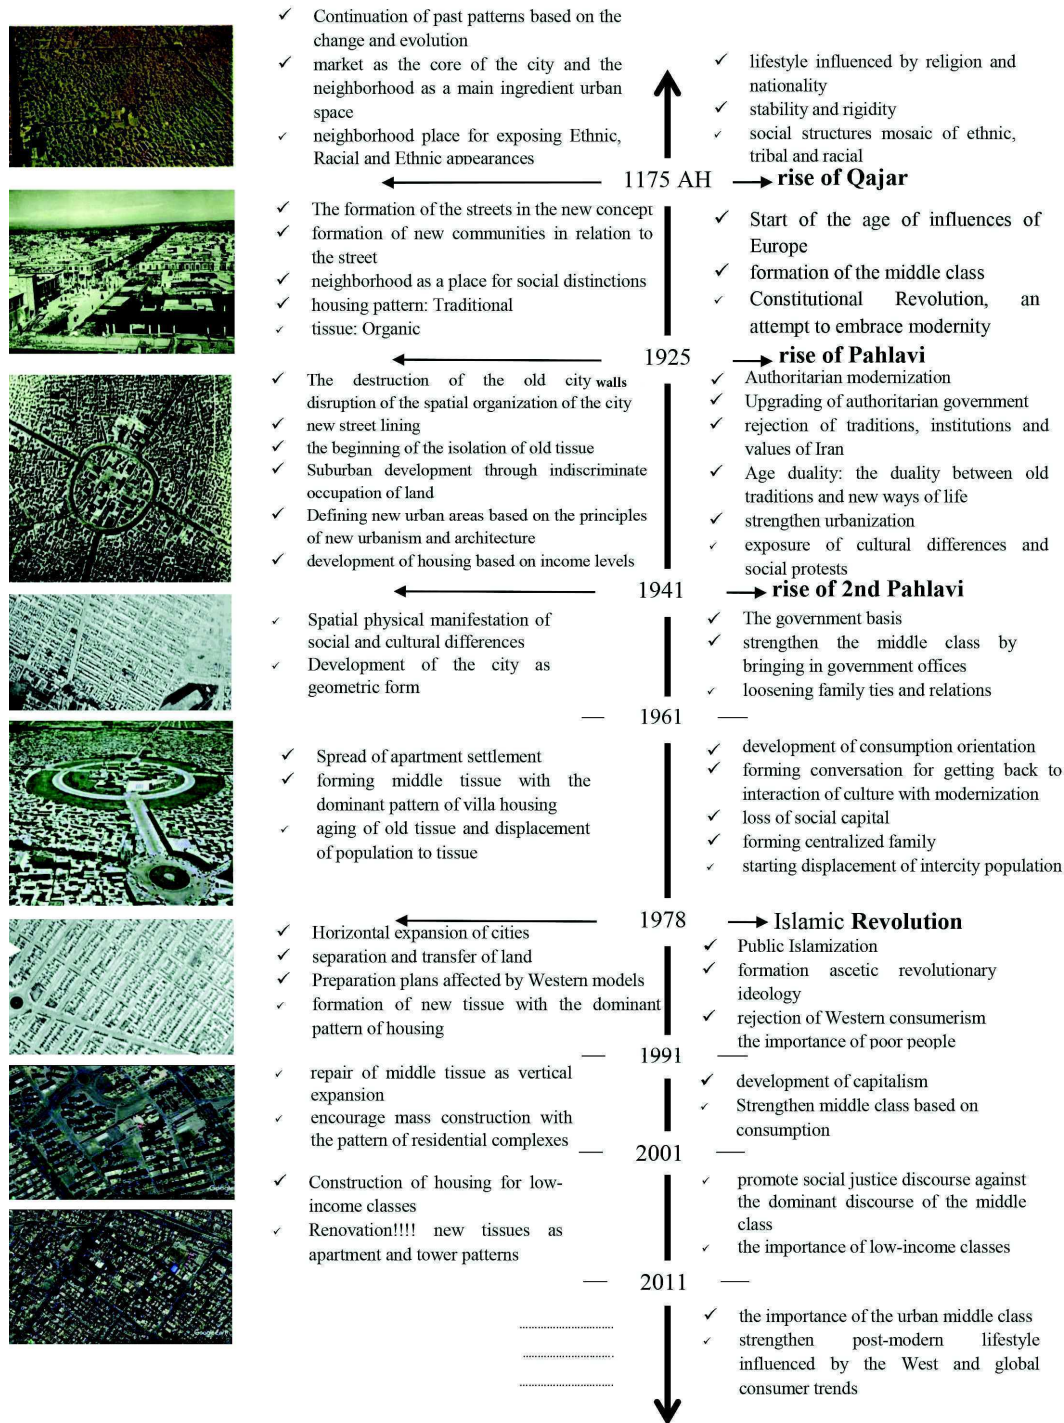 ✓ Continuation of past patterns based on the
change and evolution
✓ market as the core of the city and the
neighborhood as a main ingredient urban
space
✓ neighborhood place for exposing Ethnic,
Racial and Ethnic appearances
✓ lifestyle influenced by religion and
nationality
✓ stability and rigidity
✓ social structures mosaic of ethnic,
tribal and racial
1175 AH
rise of Qajar
✓ The formation of the streets in the new concept
✓ formation of new communities in relation to
the street
✓ neighborhood as a place for social distinctions
✓ housing pattern: Traditional
✓ tissue: Organic
✓ Start of the age of influences of
Europe
✓ formation of the middle class
✓ Constitutional Revolution, an
attempt to embrace modernity
1925
rise of Pahlavi
✓ The destruction of the old city walls
disruption of the spatial organization of the city
✓ new street lining
✓ the beginning of the isolation of old tissue
✓ Suburban development through indiscriminate
occupation of land
✓ Defining new urban areas based on the principles
of new urbanism and architecture
✓ development of housing based on income levels
✓ Authoritarian modernization
✓ Upgrading of authoritarian government
✓ rejection of traditions, institutions and
values of Iran
✓ Age duality: the duality between old
traditions and new ways of life
✓ strengthen urbanization
✓ exposure of cultural differences and
social protests
1941
rise of 2nd Pahlavi
✓ Spatial physical manifestation of
social and cultural differences
✓ Development of the city as
geometric form
✓ The government basis
✓ strengthen the middle class by
bringing in government offices
✓ loosening family ties and relations
1961
✓ Spread of apartment settlement
✓ forming middle tissue with the
dominant pattern of villa housing
✓ aging of old tissue and displacement
of population to tissue
✓ development of consumption orientation
✓ forming conversation for getting back to
interaction of culture with modernization
✓ loss of social capital
✓ forming centralized family
✓ starting displacement of intercity population
1978
Islamic Revolution
✓ Horizontal expansion of cities
✓ separation and transfer of land
✓ Preparation plans affected by Western models
✓ formation of new tissue with the dominant
pattern of housing
✓ Public Islamization
✓ formation ascetic revolutionary
ideology
✓ rejection of Western consumerism
the importance of poor people
1991
✓ repair of middle tissue as vertical
expansion
✓ encourage mass construction with
the pattern of residential complexes
✓ development of capitalism
✓ Strengthen middle class based on
consumption
2001
Google
✓ Construction of housing for low-
income classes
✓ Renovation!!!! new tissues as
apartment and tower patterns
✓ promote social justice discourse against
the dominant discourse of the middle
class
✓ the importance of low-income classes
2011
Google Earth
✓ the importance of the urban middle class
✓ strengthen post-modern lifestyle
influenced by the West and global
consumer trends
..............................
..............................
..............................